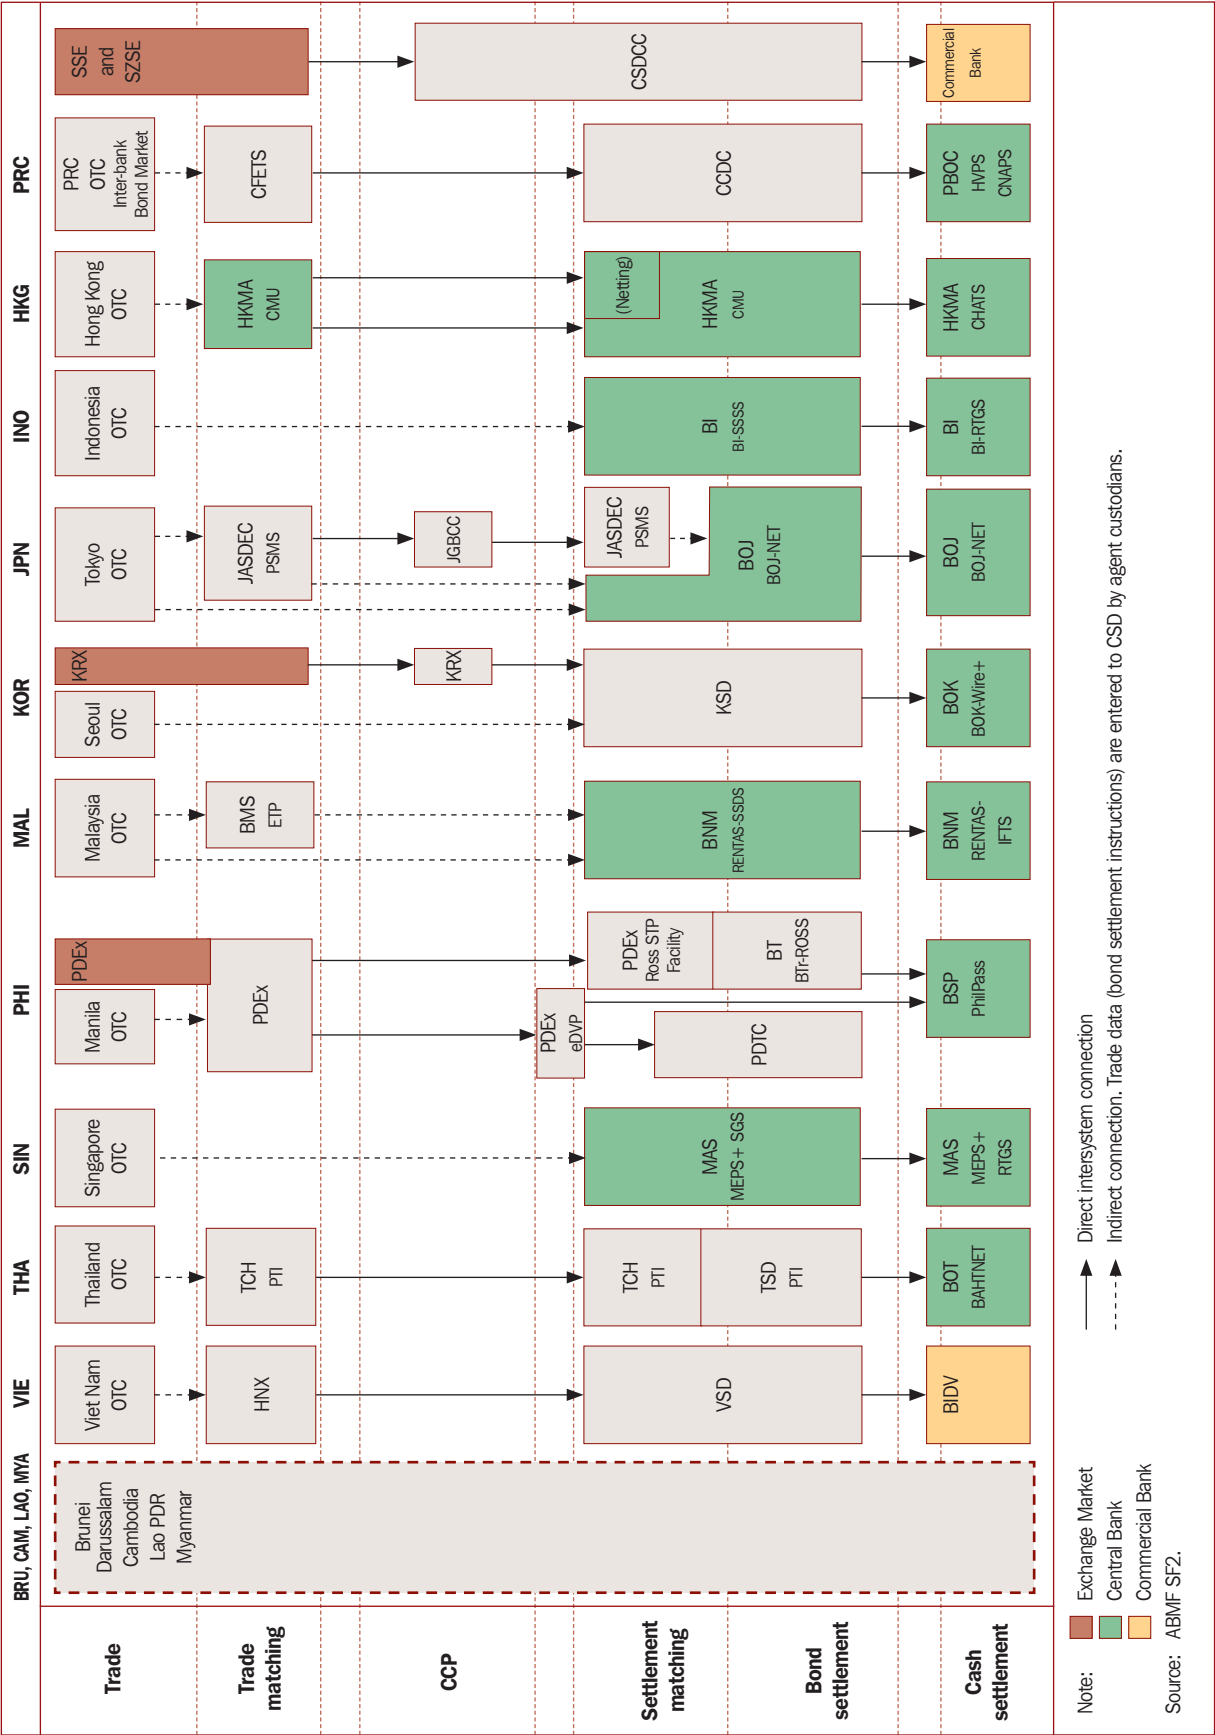 BRU, CAM, LAO, MYA
VIE
THA
SIN
PHI
MAL
KOR
JPN
INO
HKG
PRC
Trade
Brunei
Darussalam
Cambodia
Lao PDR
Myanmar
Viet Nam
OTC
Thailand
OTC
Singapore
OTC
Manila
OTC
PDEx
Malaysia
OTC
Seoul
OTC
KRX
Tokyo
OTC
Indonesia
OTC
Hong Kong
OTC
PRC
OTC
Inter-bank
Bond Market
SSE
and
SZSE
Trade
matching
HNX
TCH
PTI
PDEx
BMS
ETP
JASDEC
PSMS
HKMA
CMU
CFETS
CCP
PDEx
eDVP
KRX
JGBCC
CSDCC
Settlement
matching
Bond
settlement
VSD
TCH
PTI
TSD
PTI
MAS
MEPS+ SGS
PDTC
PDEx
Ross STP
Facility
BT
BTr-ROSS
BNM
RENTAS-SSDS
KSD
JASDEC
PSMS
BOJ
BOJ-NET
BI
BI-SSSS
(Netting)
HKMA
CMU
CCDC
Cash
settlement
BIDV
BOT
BAHTNET
MAS
MEPS+
RTGS
BSP
PhilPass
BNM
RENTAS-
IFTS
BOK
BOK-Wire+
BOJ
BOJ-NET
BI
BI-RTGS
HKMA
CHATS
PBOC
HVPS
CNAPS
Commercial
Bank
Note:
Exchange Market
Central Bank
Commercial Bank
Direct intersystem connection
Indirect connection. Trade data (bond settlement instructions) are entered to CSD by agent custodians.
Source: ABMF SF2.